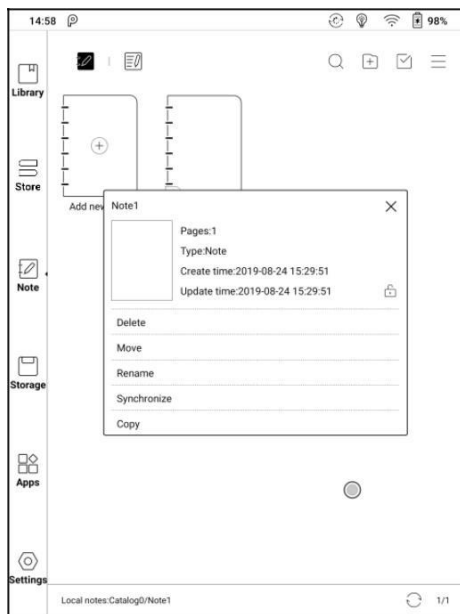 14:58
98%
Library
Store
Note
Storage
Apps
Settings
Add new
Note1
Pages:1
Type:Note
Create time:2019-08-24 15:29:51
Update time:2019-08-24 15:29:51
Delete
Move
Rename
Synchronize
Copy
Local notes:Catalog0/Note1
1/1